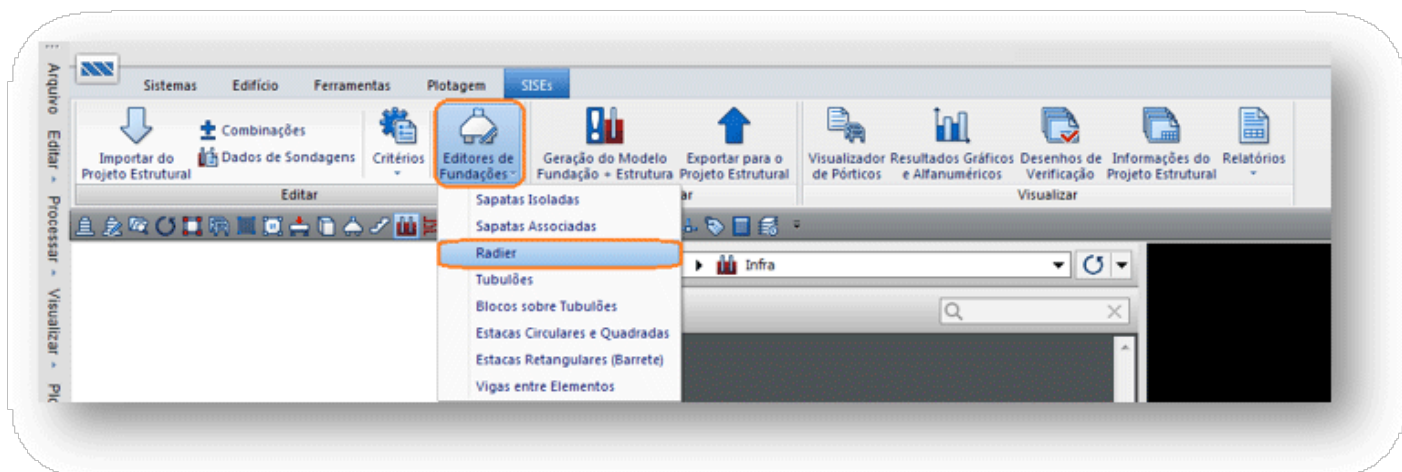 Arquivo Editar Processar Visualizar
Sistemas Edifício Ferramentas Plotagem SISEs
Importar do
Projeto Estrutural
Combinações
Dados de Sondagens
Critérios
Editores de
Fundações
Geração do Modelo
Fundação + Estrutura
Exportar para o
Projeto Estrutural
Visualizador
de Pórticos
Resultados Gráficos
e Alfanuméricos
Desenhos de
Verificação
Informações do
Projeto Estrutural
Relatórios
Editar
Visualizar
Sapatas Isoladas
Sapatas Associadas
Radier
Tubulões
Blocos sobre Tubulões
Estacas Circulares e Quadradas
Estacas Retangulares (Barrete)
Vigas entre Elementos
Infra